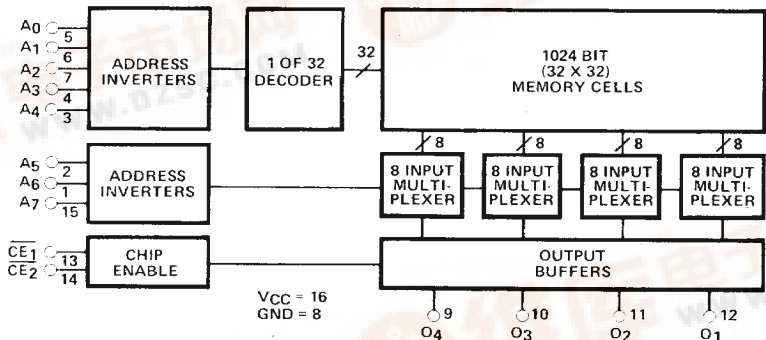 A0 5
A1 6
A2 7
A3 4
A4 3
ADDRESS
INVERTERS
1 OF 32
DECODER
32
1024 BIT
(32 X 32)
MEMORY CELLS
8
8
8
8
A5 2
A6 1
A7 15
ADDRESS
INVERTERS
8 INPUT
MULTI-
PLEXER
8 INPUT
MULTI-
PLEXER
8 INPUT
MULTI-
PLEXER
8 INPUT
MULTI-
PLEXER
CE1 13
CE2 14
CHIP
ENABLE
OUTPUT
BUFFERS
VCC = 16
GND = 8
9 10 11 12
O4 O3 O2 O1